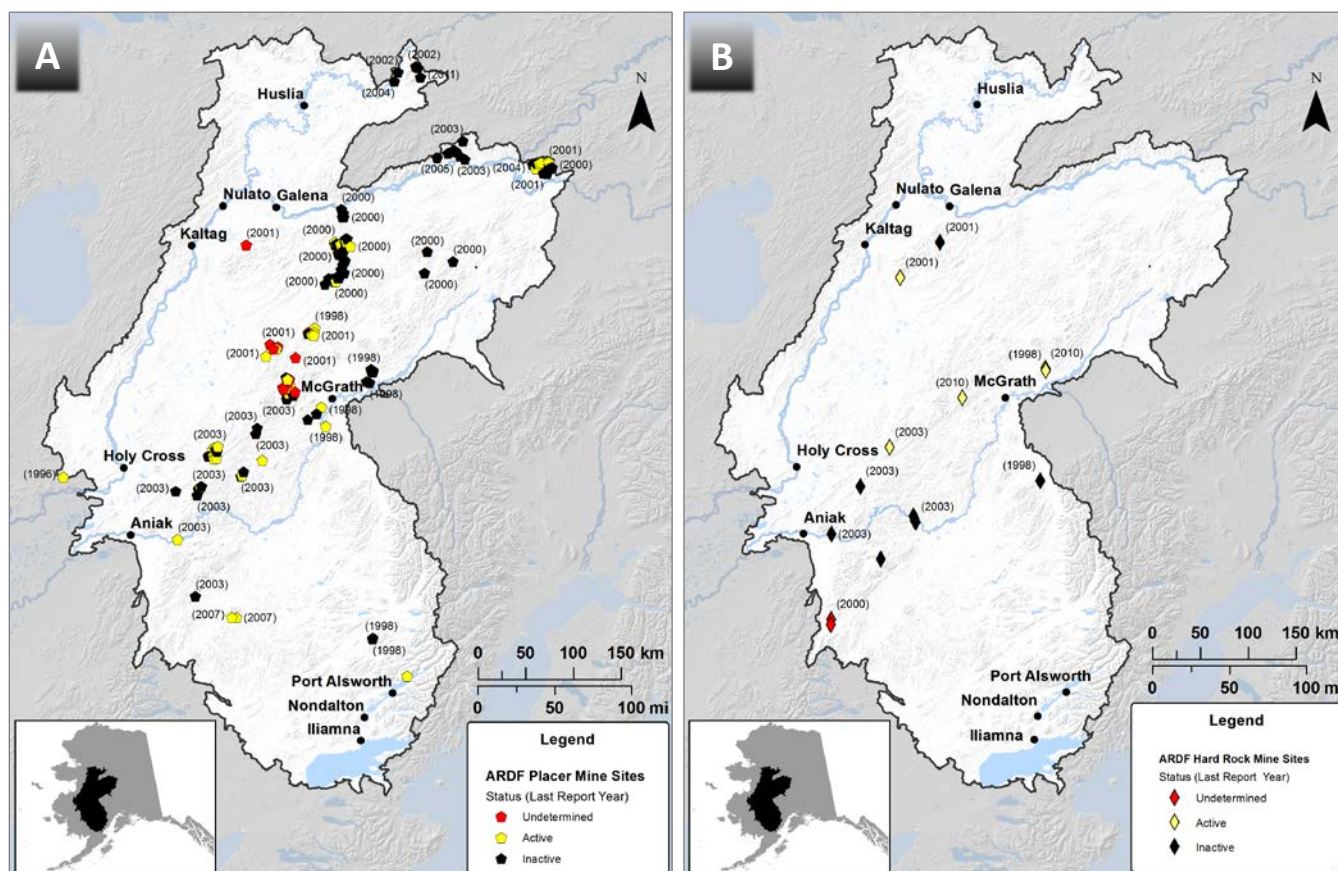 A
N
(2002)
(2002)
(2011)
(2004)
Huslia
(2003)
(2005)
(2003)
(2004)
(2001)
(2000)
(2001)
Nulato
Galena
(2000)
(2000)
Kaltag
(2001)
(2000)
(2000)
(2000)
(2000)
(2000)
(2000)
(2000)
(2000)
(2000)
(1998)
(2001)
(2001)
(2001)
(2001)
(1998)
McGrath
(1998)
(2003)
(1998)
(1998)
(2003)
(2003)
(2003)
Holy Cross
(1996)
(2003)
(2003)
(2003)
(2003)
Aniak
(2003)
(2003)
(2007)
(2007)
(1998)
(1998)
Port Alsworth
Nondalton
Iliamna
0 50 100 150 km
0 50 100 mi
Legend
ARDF Placer Mine Sites
Status (Last Report Year)
Undetermined
Active
Inactive
B
N
Huslia
Nulato
Galena
Kaltag
(2001)
(2001)
(1998)
(2010)
(2010)
McGrath
(2003)
Holy Cross
(2003)
(1998)
(2003)
Aniak
(2003)
(2000)
Port Alsworth
Nondalton
Iliamna
0 50 100 150 km
0 50 100 mi
Legend
ARDF Hard Rock Mine Sites
Status (Last Report Year)
Undetermined
Active
Inactive